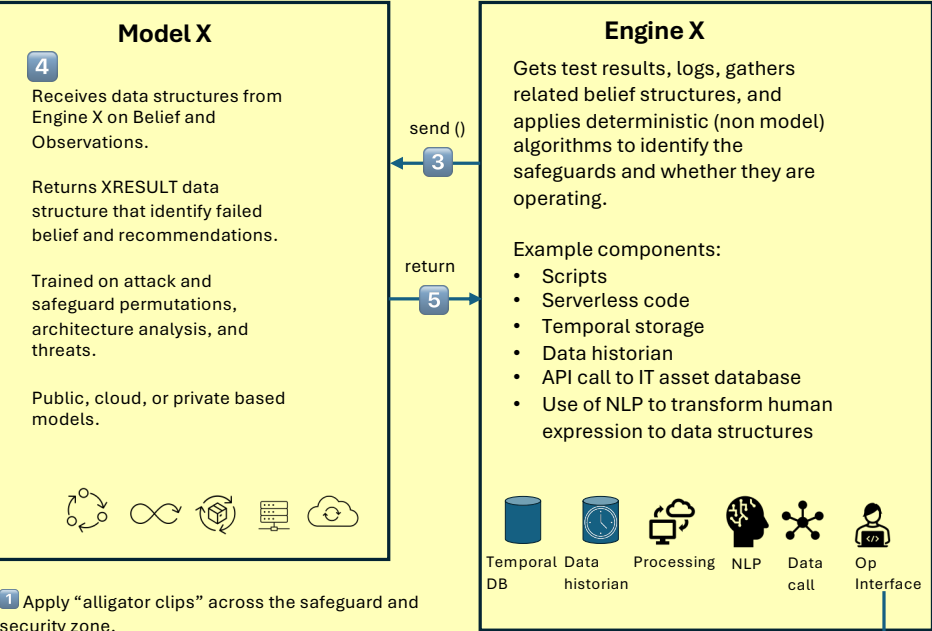 Model X
4
Receives data structures from
Engine X on Belief and
Observations.
Returns XRESULT data
structure that identify failed
belief and recommendations.
Trained on attack and
safeguard permutations,
architecture analysis, and
threats.
Public, cloud, or private based
models.
send ()
3
return
5
Engine X
Gets test results, logs, gathers
related belief structures, and
applies deterministic (non model)
algorithms to identify the
safeguards and whether they are
operating.
Example components:
• Scripts
• Serverless code
• Temporal storage
• Data historian
• API call to IT asset database
• Use of NLP to transform human
expression to data structures
Temporal
DB
Data
historian
Processing
NLP
Data
call
Op
Interface
1 Apply “alligator clips” across the safeguard and
security zone.